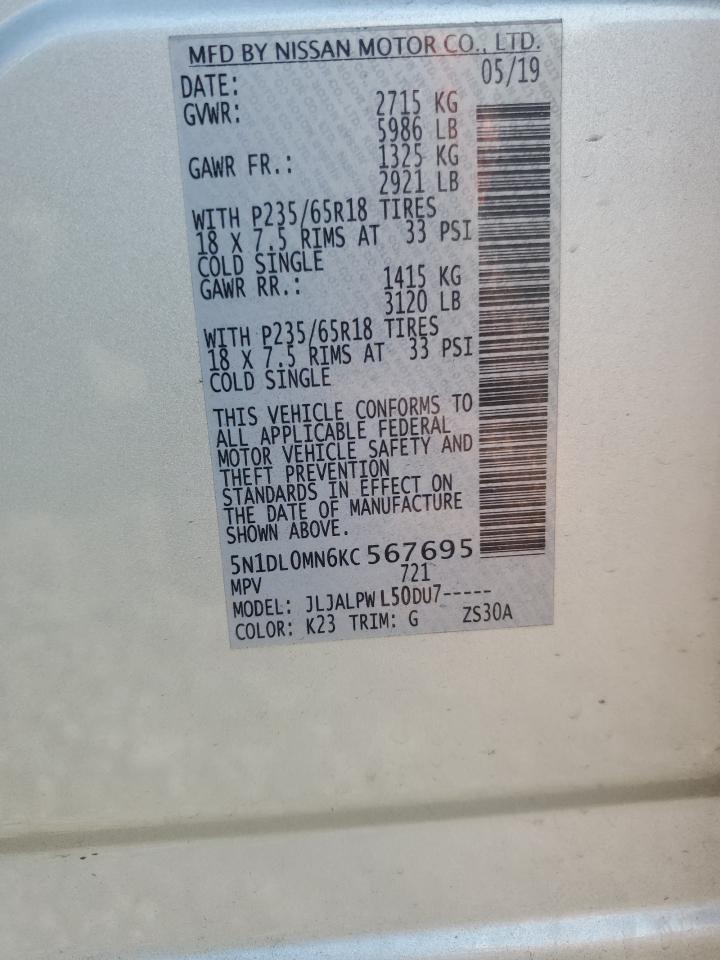 MFD BY NISSAN MOTOR CO., LTD.
DATE: 05/19
GVWR: 2715 KG
5986 LB
GAWR FR.: 1325 KG
2921 LB
WITH P235/65R18 TIRES
18 X 7.5 RIMS AT 33 PSI
COLD SINGLE
GAWR RR.: 1415 KG
3120 LB
WITH P235/65R18 TIRES
18 X 7.5 RIMS AT 33 PSI
COLD SINGLE
THIS VEHICLE CONFORMS TO
ALL APPLICABLE FEDERAL
MOTOR VEHICLE SAFETY AND
THEFT PREVENTION
STANDARDS IN EFFECT ON
THE DATE OF MANUFACTURE
SHOWN ABOVE.
5N1DL0MN6KC567695
MPV 721
MODEL: JLJALPWL50DU7-----
COLOR: K23 TRIM: G ZS30A